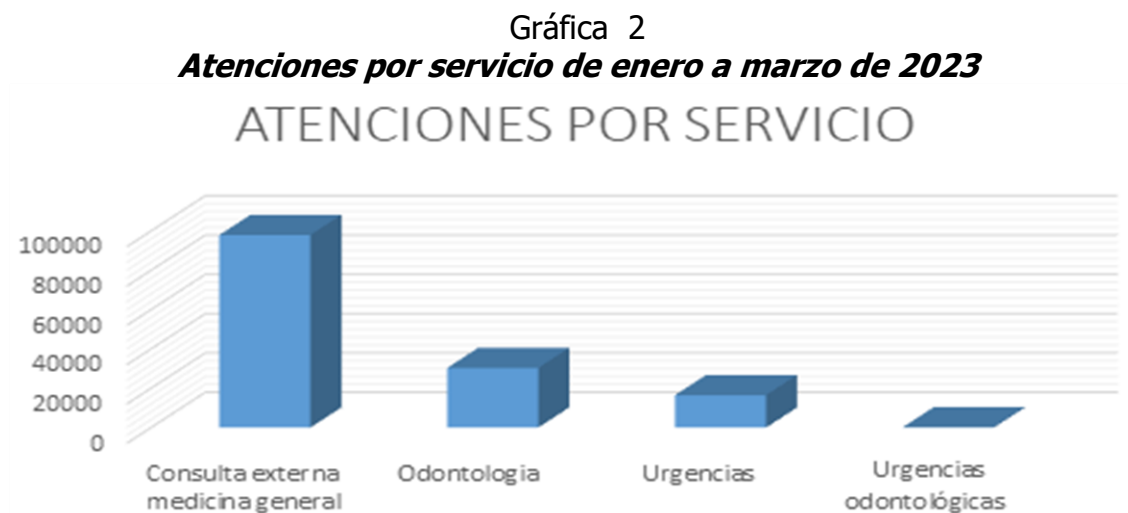 Gráfica 2
Atenciones por servicio de enero a marzo de 2023
ATENCIONES POR SERVICIO
100000
80000
60000
40000
20000
0
Consulta externa
medicina general
Odontologia
Urgencias
Urgencias
odontológicas